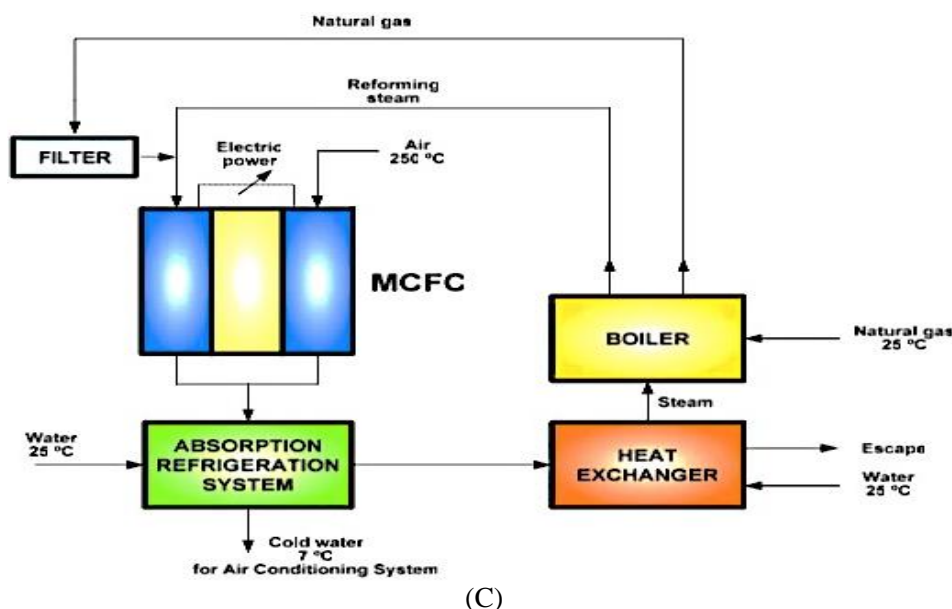 Natural gas
Reforming
steam
Electric
power
Air
250 ºC
FILTER
MCFC
BOILER
Natural gas
25 ºC
Steam
Water
25 ºC
ABSORPTION
REFRIGERATION
SYSTEM
HEAT
EXCHANGER
Escape
Water
25 ºC
Cold water
7 ºC
for Air Conditioning System
(C)